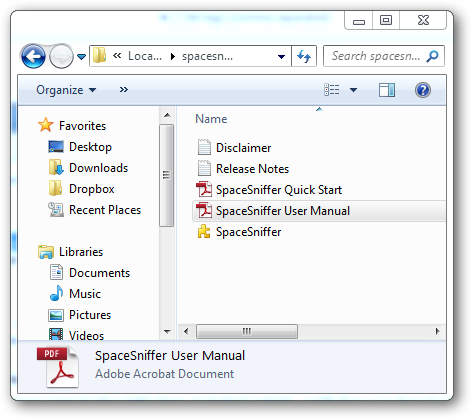 « Loca... ▸ spacesn...
Search spacesn...
Organize
»
Name
Favorites
Desktop
Downloads
Dropbox
Recent Places
Libraries
Documents
Music
Pictures
Videos
Disclaimer
Release Notes
SpaceSniffer Quick Start
SpaceSniffer User Manual
SpaceSniffer
PDF
SpaceSniffer User Manual
Adobe Acrobat Document